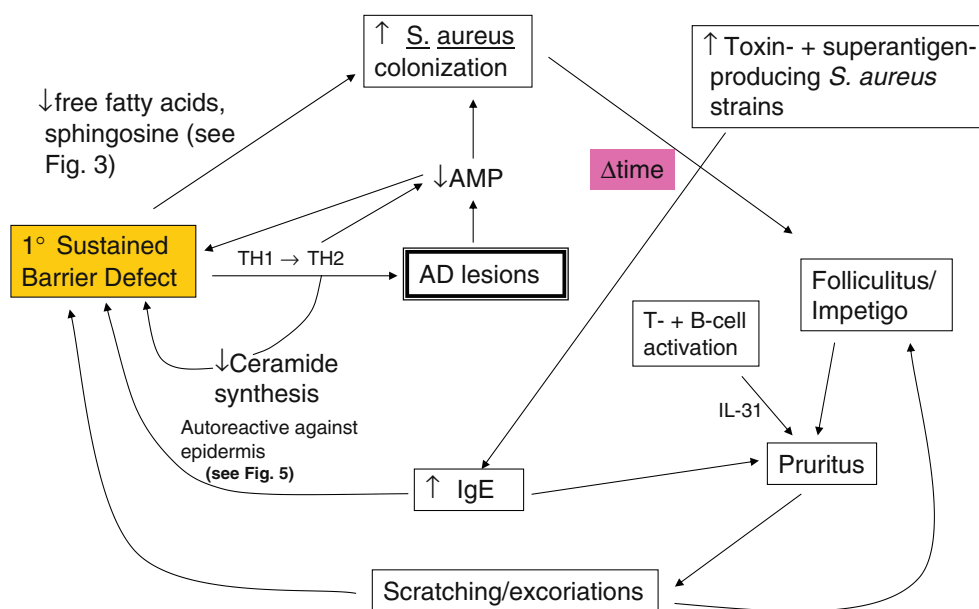 ↑ S. aureus
colonization
↑ Toxin- + superantigen-
producing S. aureus
strains
↓free fatty acids,
sphingosine (see
Fig. 3)
Δtime
↓AMP
1° Sustained
Barrier Defect
TH1 → TH2
AD lesions
Folliculitus/
Impetigo
T- + B-cell
activation
↓Ceramide
synthesis
IL-31
Autoreactive against
epidermis
(see Fig. 5)
Pruritus
↑ IgE
Scratching/excoriations